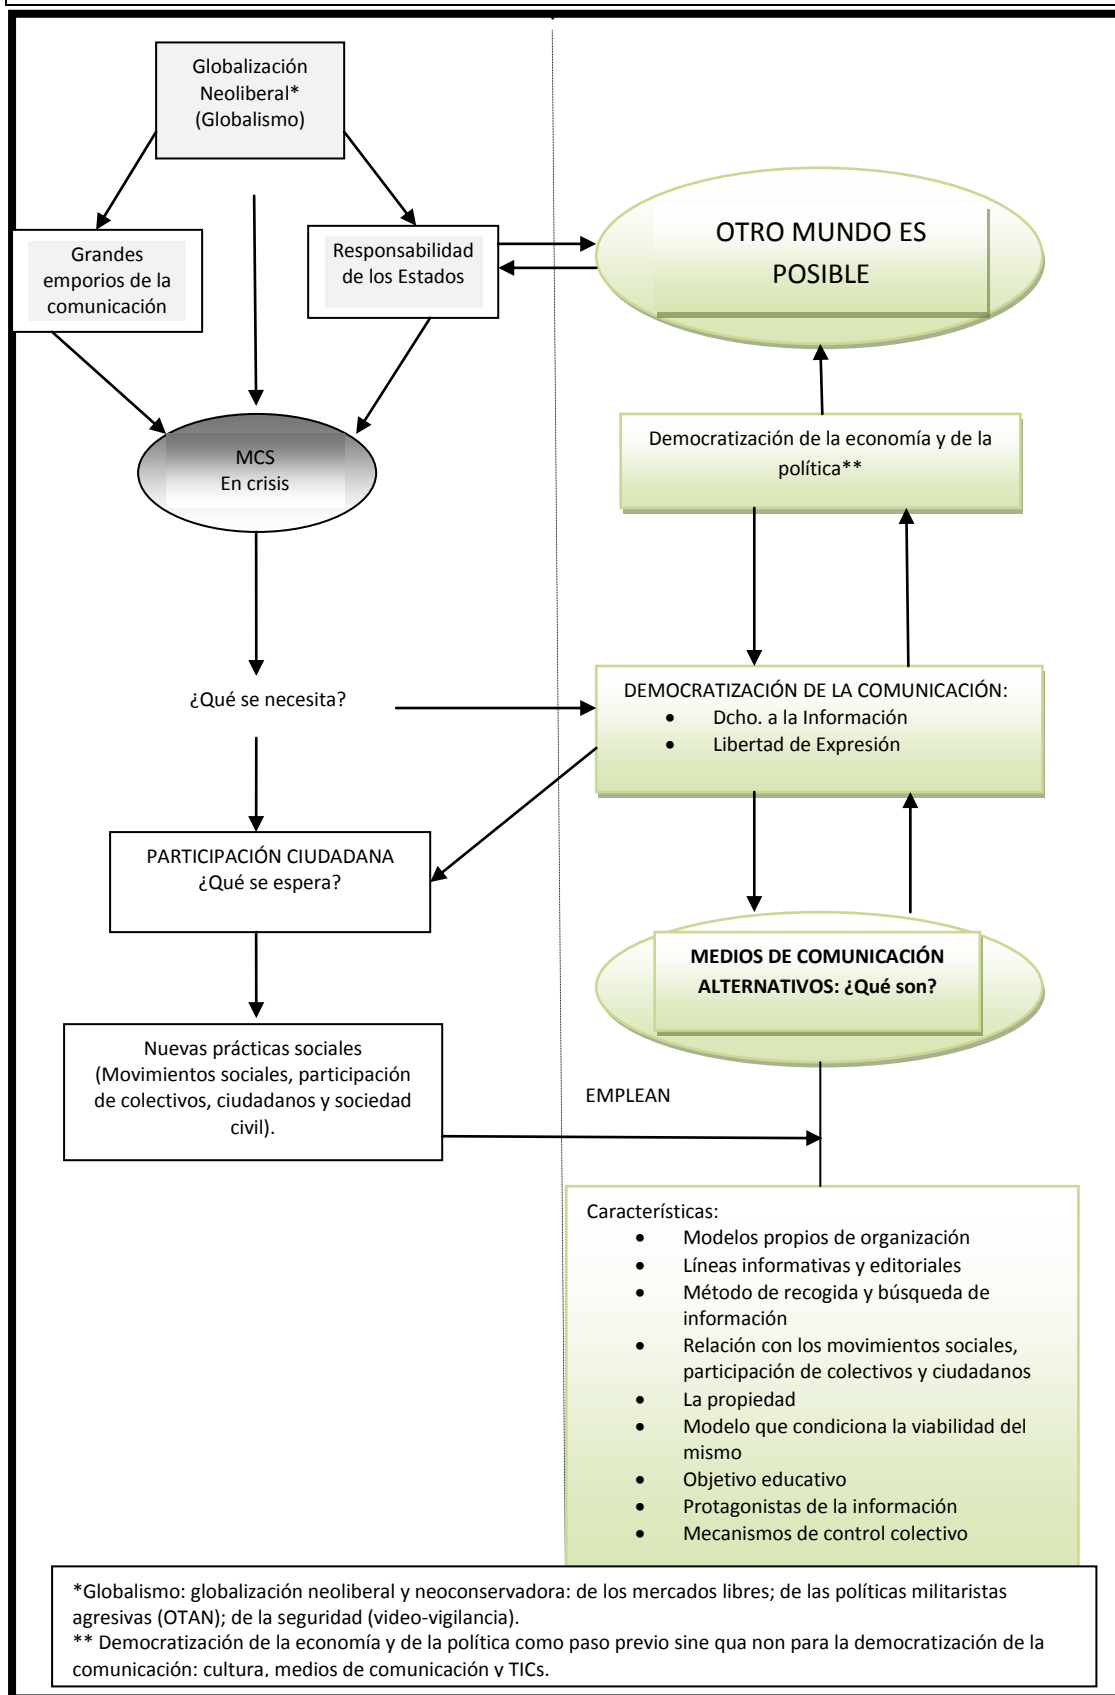 Globalización
Neoliberal*
(Globalismo)
Grandes
emporios de la
comunicación
Responsabilidad
de los Estados
OTRO MUNDO ES
POSIBLE
MCS
En crisis
Democratización de la economía y de la
política**
¿Qué se necesita?
DEMOCRATIZACIÓN DE LA COMUNICACIÓN:
• Dcho. a la Información
• Libertad de Expresión
PARTICIPACIÓN CIUDADANA
¿Qué se espera?
MEDIOS DE COMUNICACIÓN
ALTERNATIVOS: ¿Qué son?
Nuevas prácticas sociales
(Movimientos sociales, participación
de colectivos, ciudadanos y sociedad
civil).
EMPLEAN
Características:
• Modelos propios de organización
• Líneas informativas y editoriales
• Método de recogida y búsqueda de
información
• Relación con los movimientos sociales,
participación de colectivos y ciudadanos
• La propiedad
• Modelo que condiciona la viabilidad del
mismo
• Objetivo educativo
• Protagonistas de la información
• Mecanismos de control colectivo
*Globalismo: globalización neoliberal y neoconservadora: de los mercados libres; de las políticas militaristas
agresivas (OTAN); de la seguridad (video-vigilancia).
** Democratización de la economía y de la política como paso previo sine qua non para la democratización de la
comunicación: cultura, medios de comunicación y TICs.